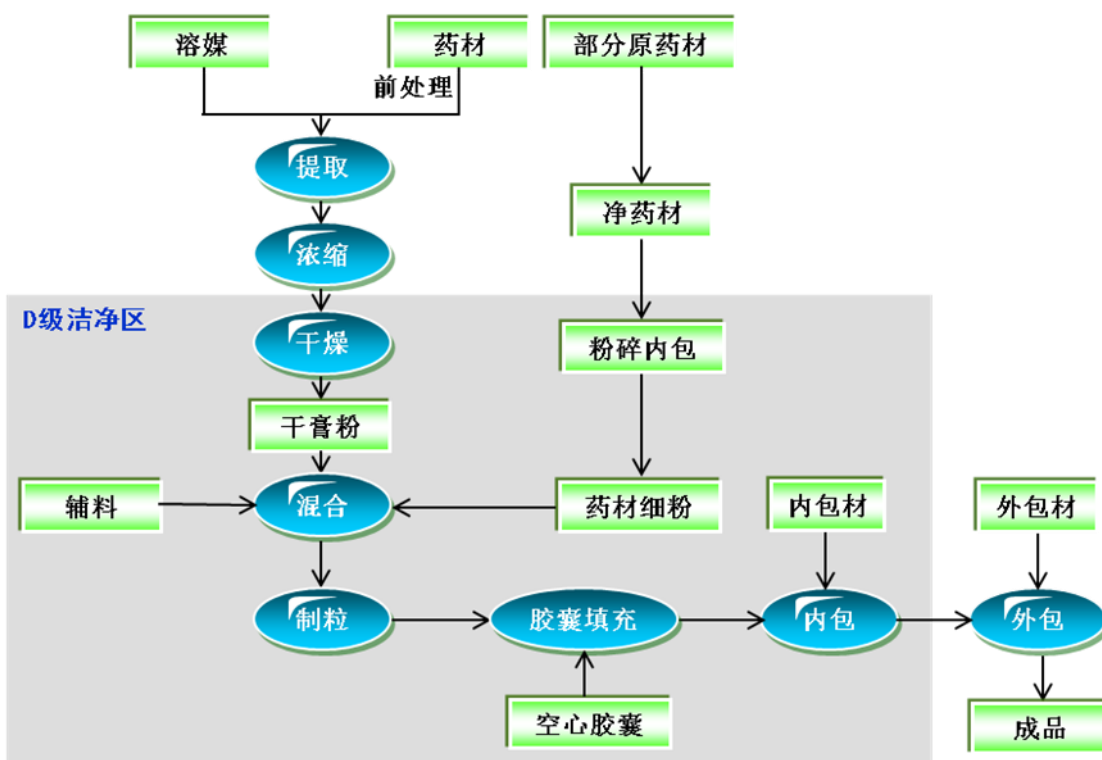 溶媒
药材
部分原药材
前处理
提取
净药材
浓缩
D级洁净区
干燥
粉碎内包
干膏粉
辅料
混合
药材细粉
内包材
外包材
制粒
胶囊填充
内包
外包
空心胶囊
成品